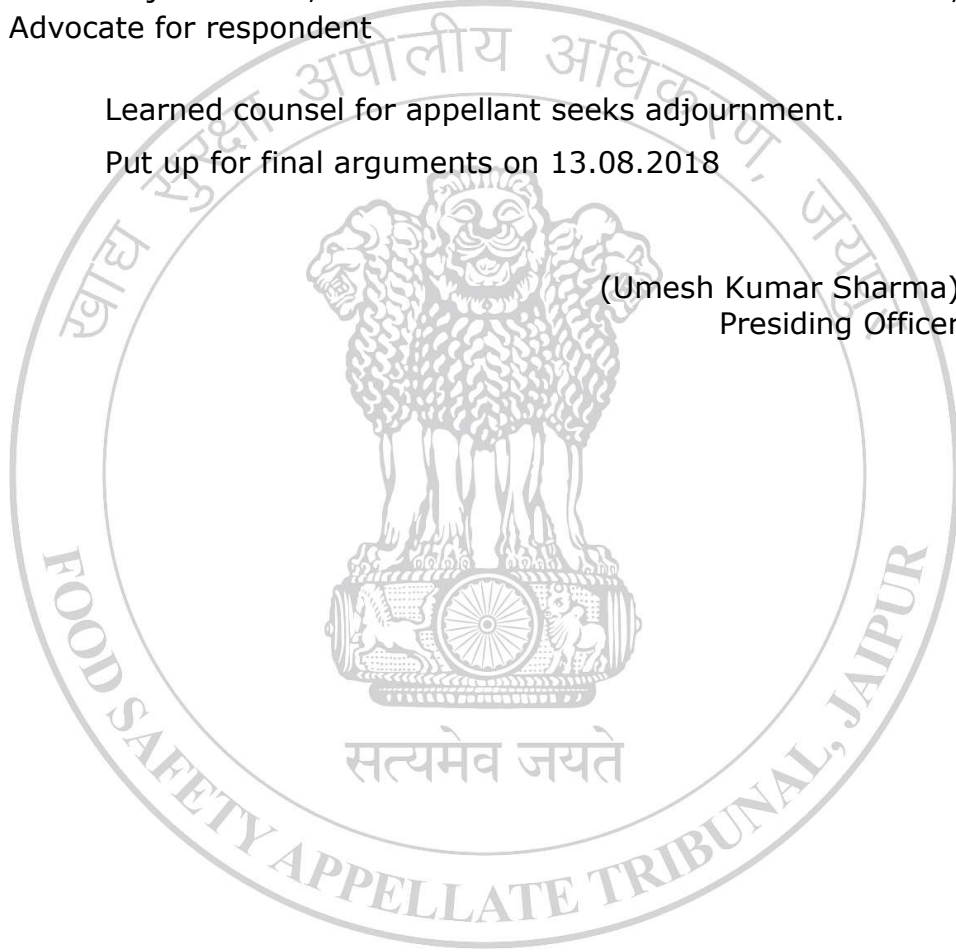 Advocate for respondent
खाद्य सुरक्षा अपीलीय अधिकरण, जयपुर
Learned counsel for appellant seeks adjournment.
Put up for final arguments on 13.08.2018
(Umesh Kumar Sharma)
Presiding Officer
सत्यमेव जयते
FOOD SAFETY APPELLATE TRIBUNAL, JAIPUR